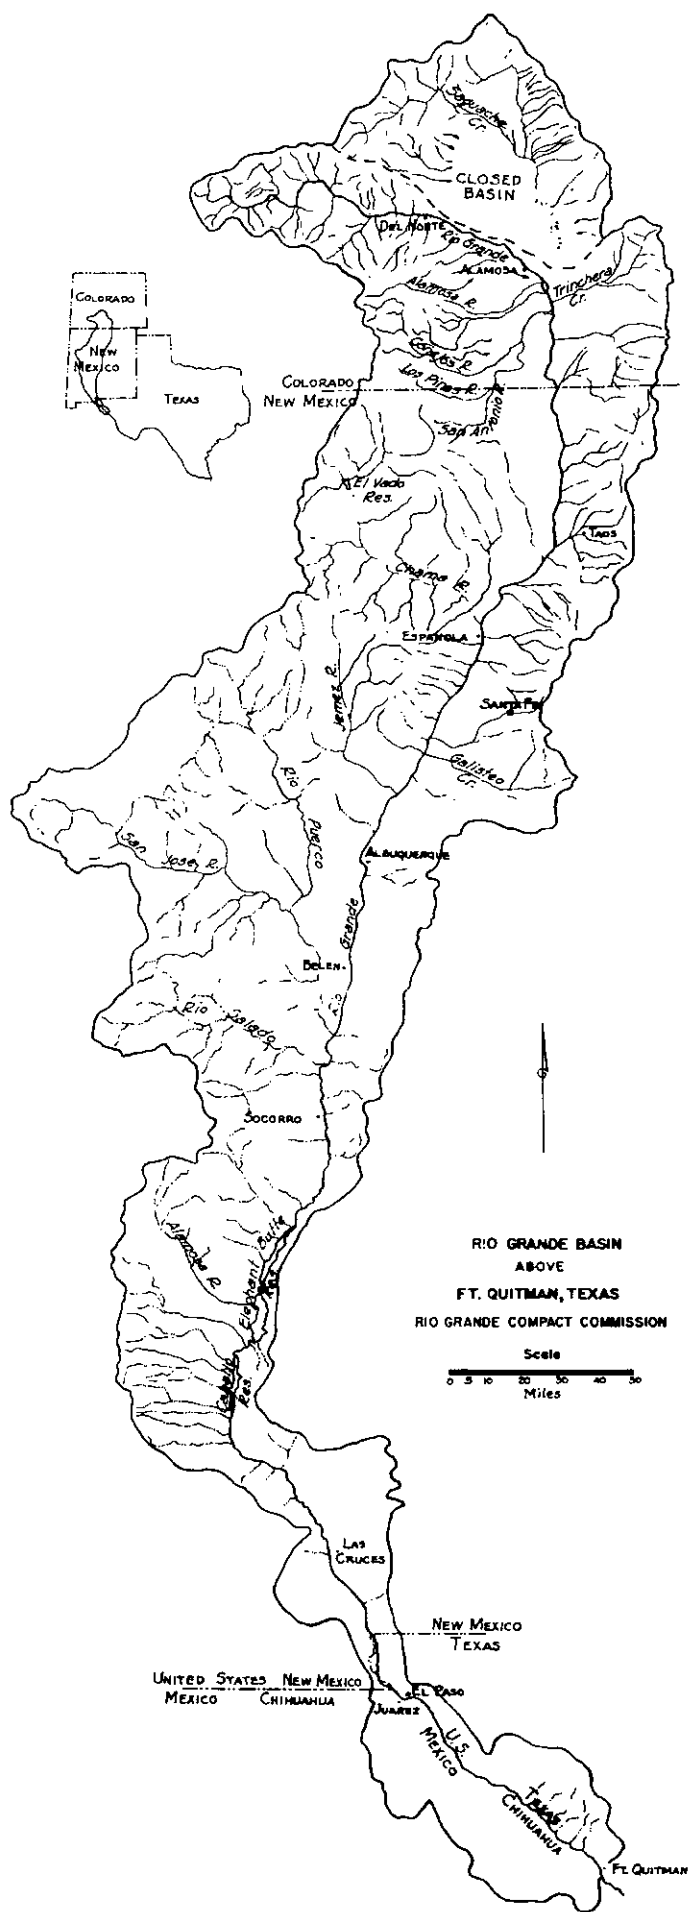 Saguache
Cr.
CLOSED
BASIN
DEL NORTE
Rio Grande
ALAMOSA
Trinchera
Cr.
Alamosa R.
Conejos R.
Los Pinos R.
San Antonio R.
COLORADO
NEW MEXICO
COLORADO
NEW
MEXICO
TEXAS
El Vado
Res.
TAOS
Chama R.
ESPANOLA
Jemez R.
SANTA FE
Galisteo
Cr.
Rio Puerco
San Jose R.
ALBUQUERQUE
Rio Grande
BELEN
Rio Salado
SOCORRO
Alamosa R.
Elephant Butte
Res.
Caballo
Res.
RIO GRANDE BASIN
ABOVE
FT. QUITMAN, TEXAS
RIO GRANDE COMPACT COMMISSION
Scale
0 5 10 20 30 40 50
Miles
LAS
CRUCES
NEW MEXICO
TEXAS
UNITED STATES NEW MEXICO
MEXICO CHIHUAHUA
EL PASO
JUAREZ
U.S.
MEXICO
TEXAS
CHIHUAHUA
FT. QUITMAN